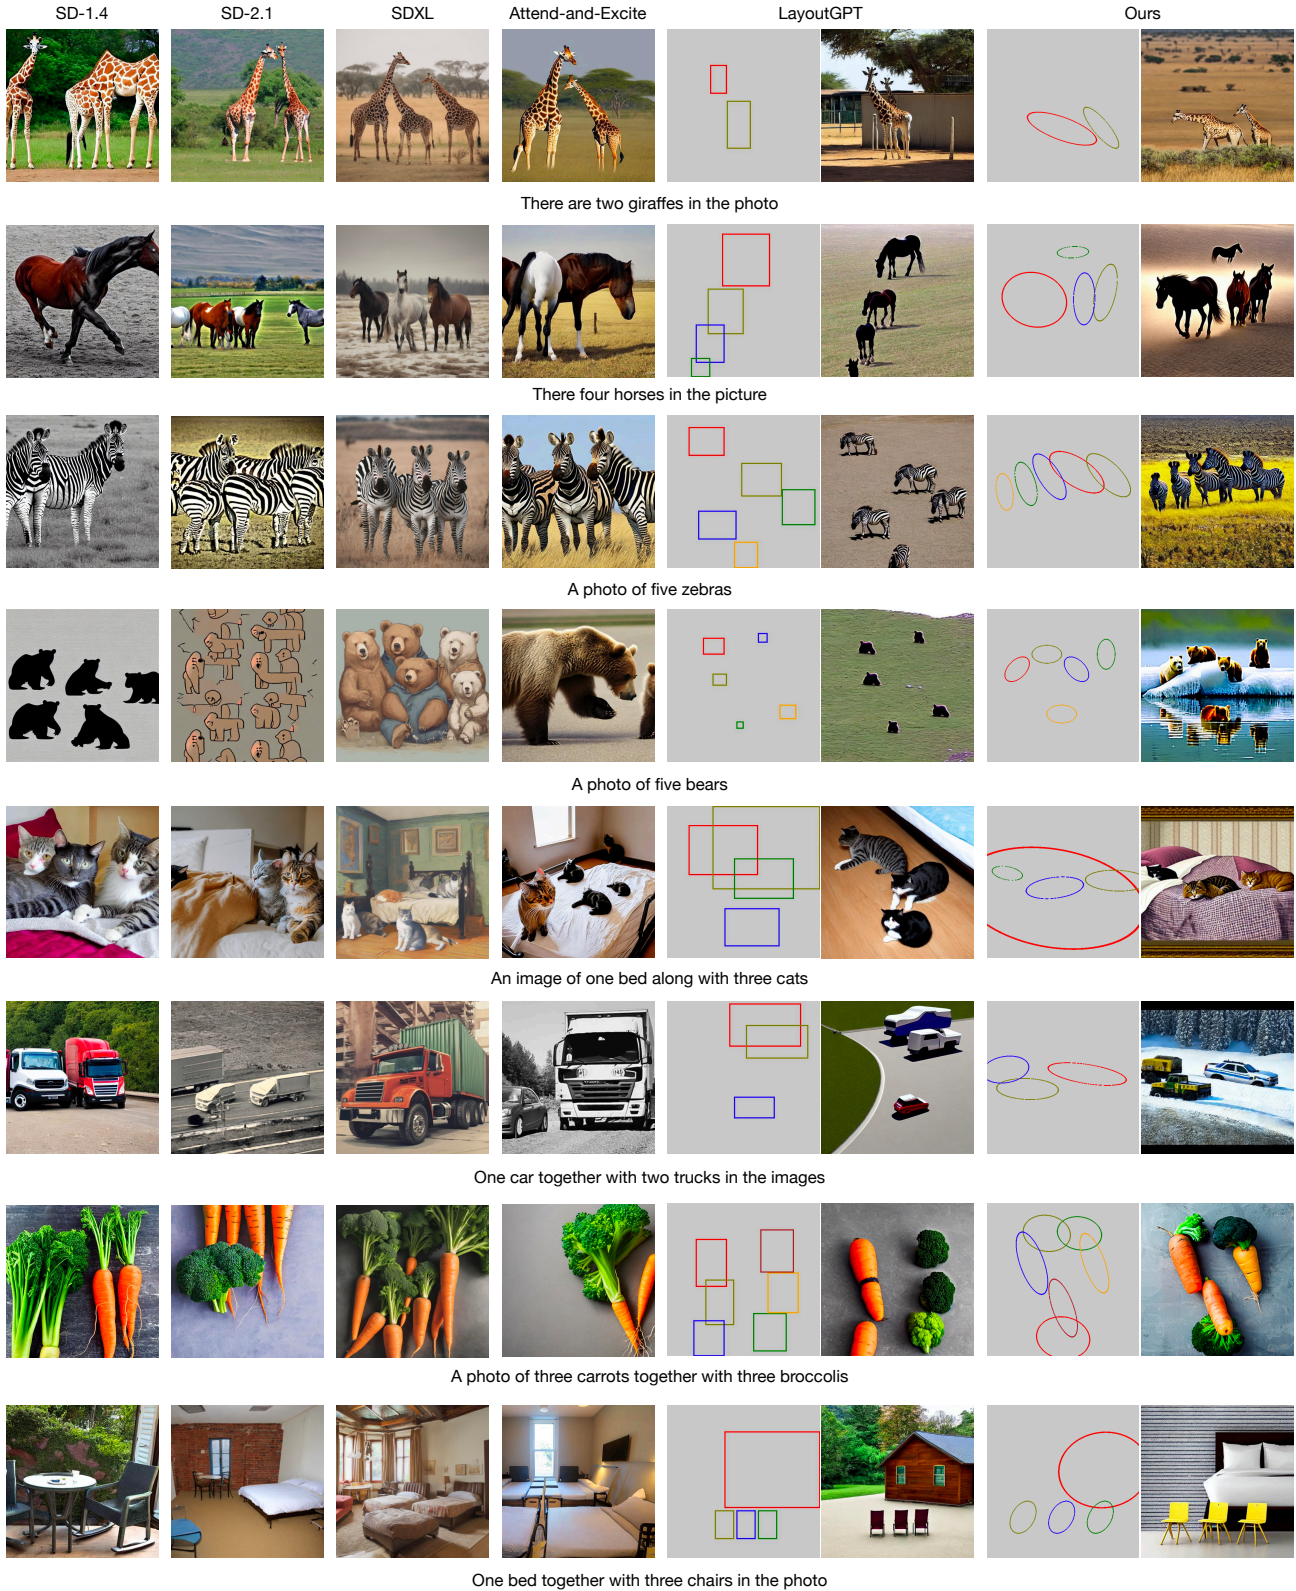 SD-1.4 SD-2.1 SDXL Attend-and-Excite LayoutGPT Ours
There are two giraffes in the photo
There four horses in the picture
A photo of five zebras
A photo of five bears
An image of one bed along with three cats
One car together with two trucks in the images
A photo of three carrots together with three broccolis
One bed together with three chairs in the photo